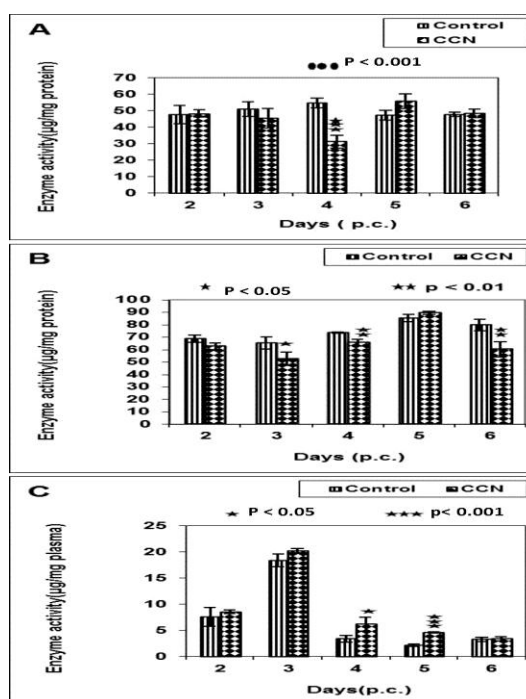 A
Control
CCN
●●● P < 0.001
Enzyme activity(µg/mg protein)
70
60
50
40
30
20
10
0
★★★
2 3 4 5 6
Days ( p.c.)
B
Control CCN
★ P < 0.05 ★★ p < 0.01
Enzyme activity(µg/mg protein)
100
90
80
70
60
50
40
30
20
10
0
★ ★★ ★★
2 3 4 5 6
Days (p.c.)
C
Control CCN
★ P < 0.05 ★★★ p< 0.001
Enzyme activity(µg/mg plasma)
25
20
15
10
5
0
★ ★★★
2 3 4 5 6
Days(p.c.)